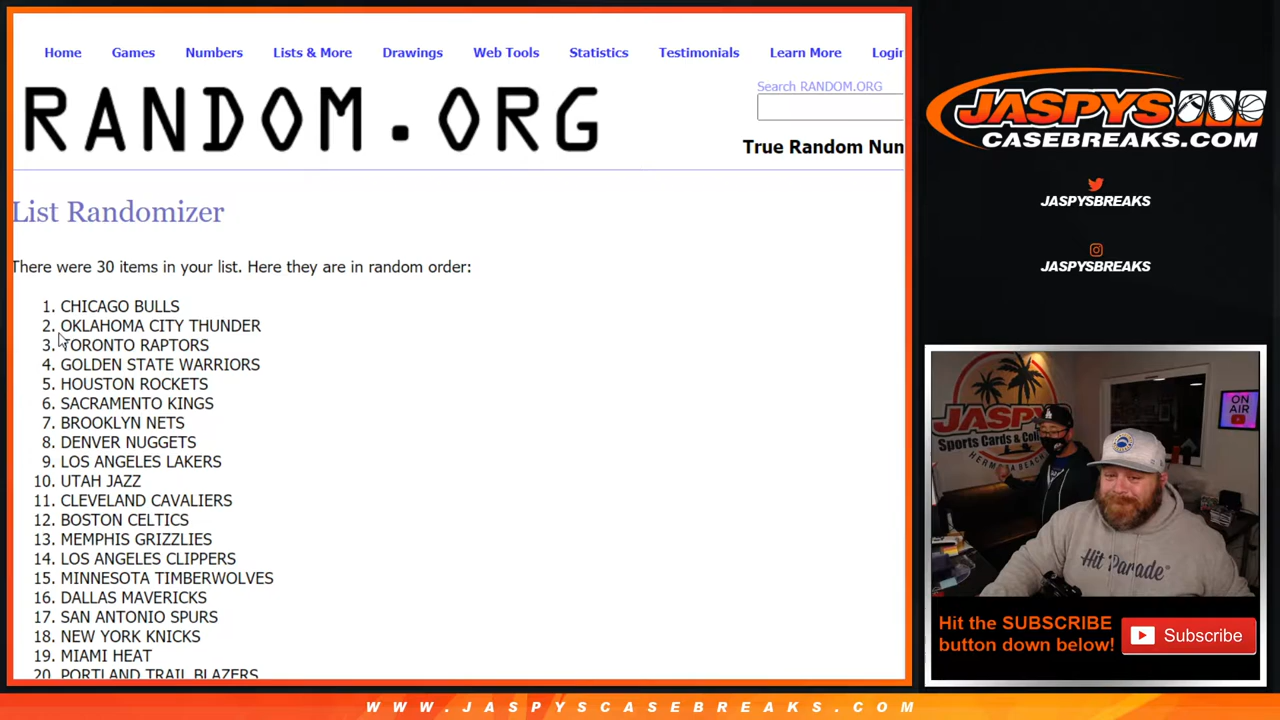 Home Games Numbers Lists & More Drawings Web Tools Statistics Testimonials Learn More Login
RANDOM.ORG
Search RANDOM.ORG
True Random Num
List Randomizer
There were 30 items in your list. Here they are in random order:
1. CHICAGO BULLS
2. OKLAHOMA CITY THUNDER
3. TORONTO RAPTORS
4. GOLDEN STATE WARRIORS
5. HOUSTON ROCKETS
6. SACRAMENTO KINGS
7. BROOKLYN NETS
8. DENVER NUGGETS
9. LOS ANGELES LAKERS
10. UTAH JAZZ
11. CLEVELAND CAVALIERS
12. BOSTON CELTICS
13. MEMPHIS GRIZZLIES
14. LOS ANGELES CLIPPERS
15. MINNESOTA TIMBERWOLVES
16. DALLAS MAVERICKS
17. SAN ANTONIO SPURS
18. NEW YORK KNICKS
19. MIAMI HEAT
20. PORTLAND TRAIL BLAZERS
JASPYS
CASEBREAKS.COM
JASPYSBREAKS
JASPYSBREAKS
JASPYS
Sports Cards & Coll
HERMOSA BEACH
ON
AIR
Hit Parade
Hit the SUBSCRIBE
button down below!
Subscribe
WWW.JASPYSCASEBREAKS.COM